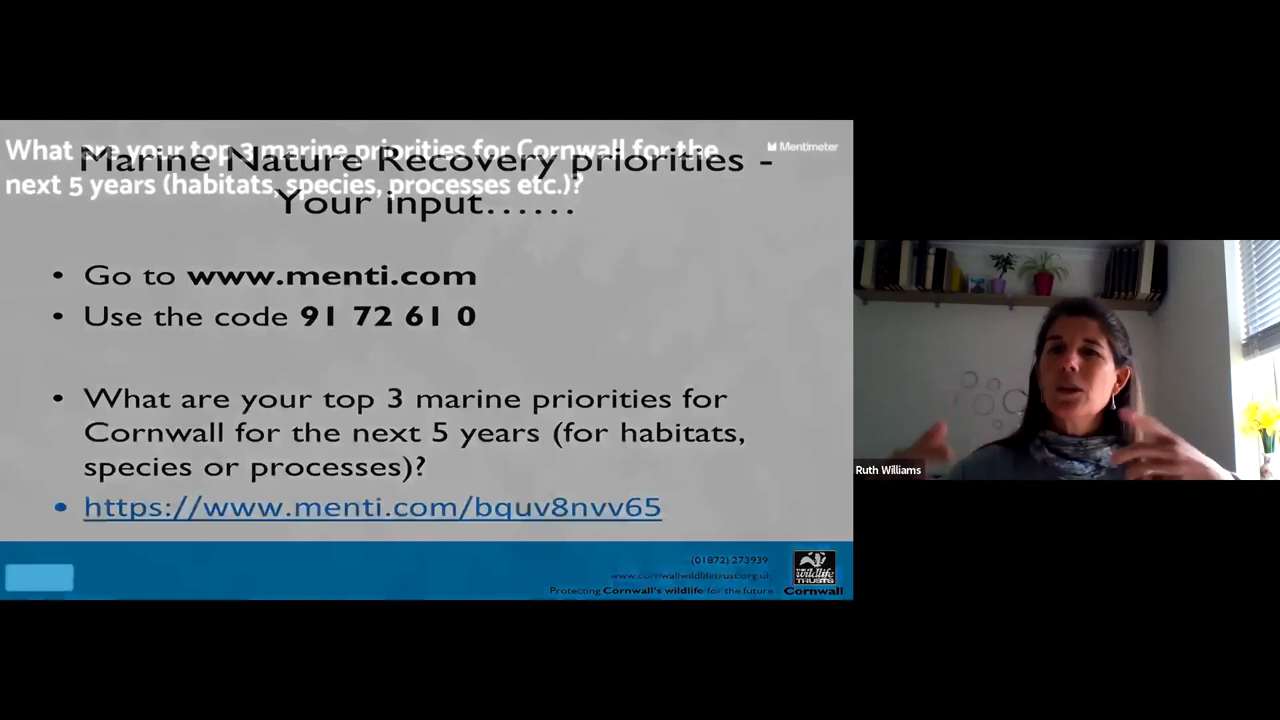 What are your top 3 marine priorities for Cornwall for the
next 5 years (habitats, species, processes etc.)?
Mentimeter
Marine Nature Recovery priorities -
Your input……
• Go to www.menti.com
• Use the code 91 72 61 0
• What are your top 3 marine priorities for
Cornwall for the next 5 years (for habitats,
species or processes)?
• https://www.menti.com/bquv8nvv65
(01872) 273939
www.cornwallwildlifetrust.org.uk
Protecting Cornwall's wildlife for the future
THE
wildlife
TRUSTS
Cornwall
Ruth Williams